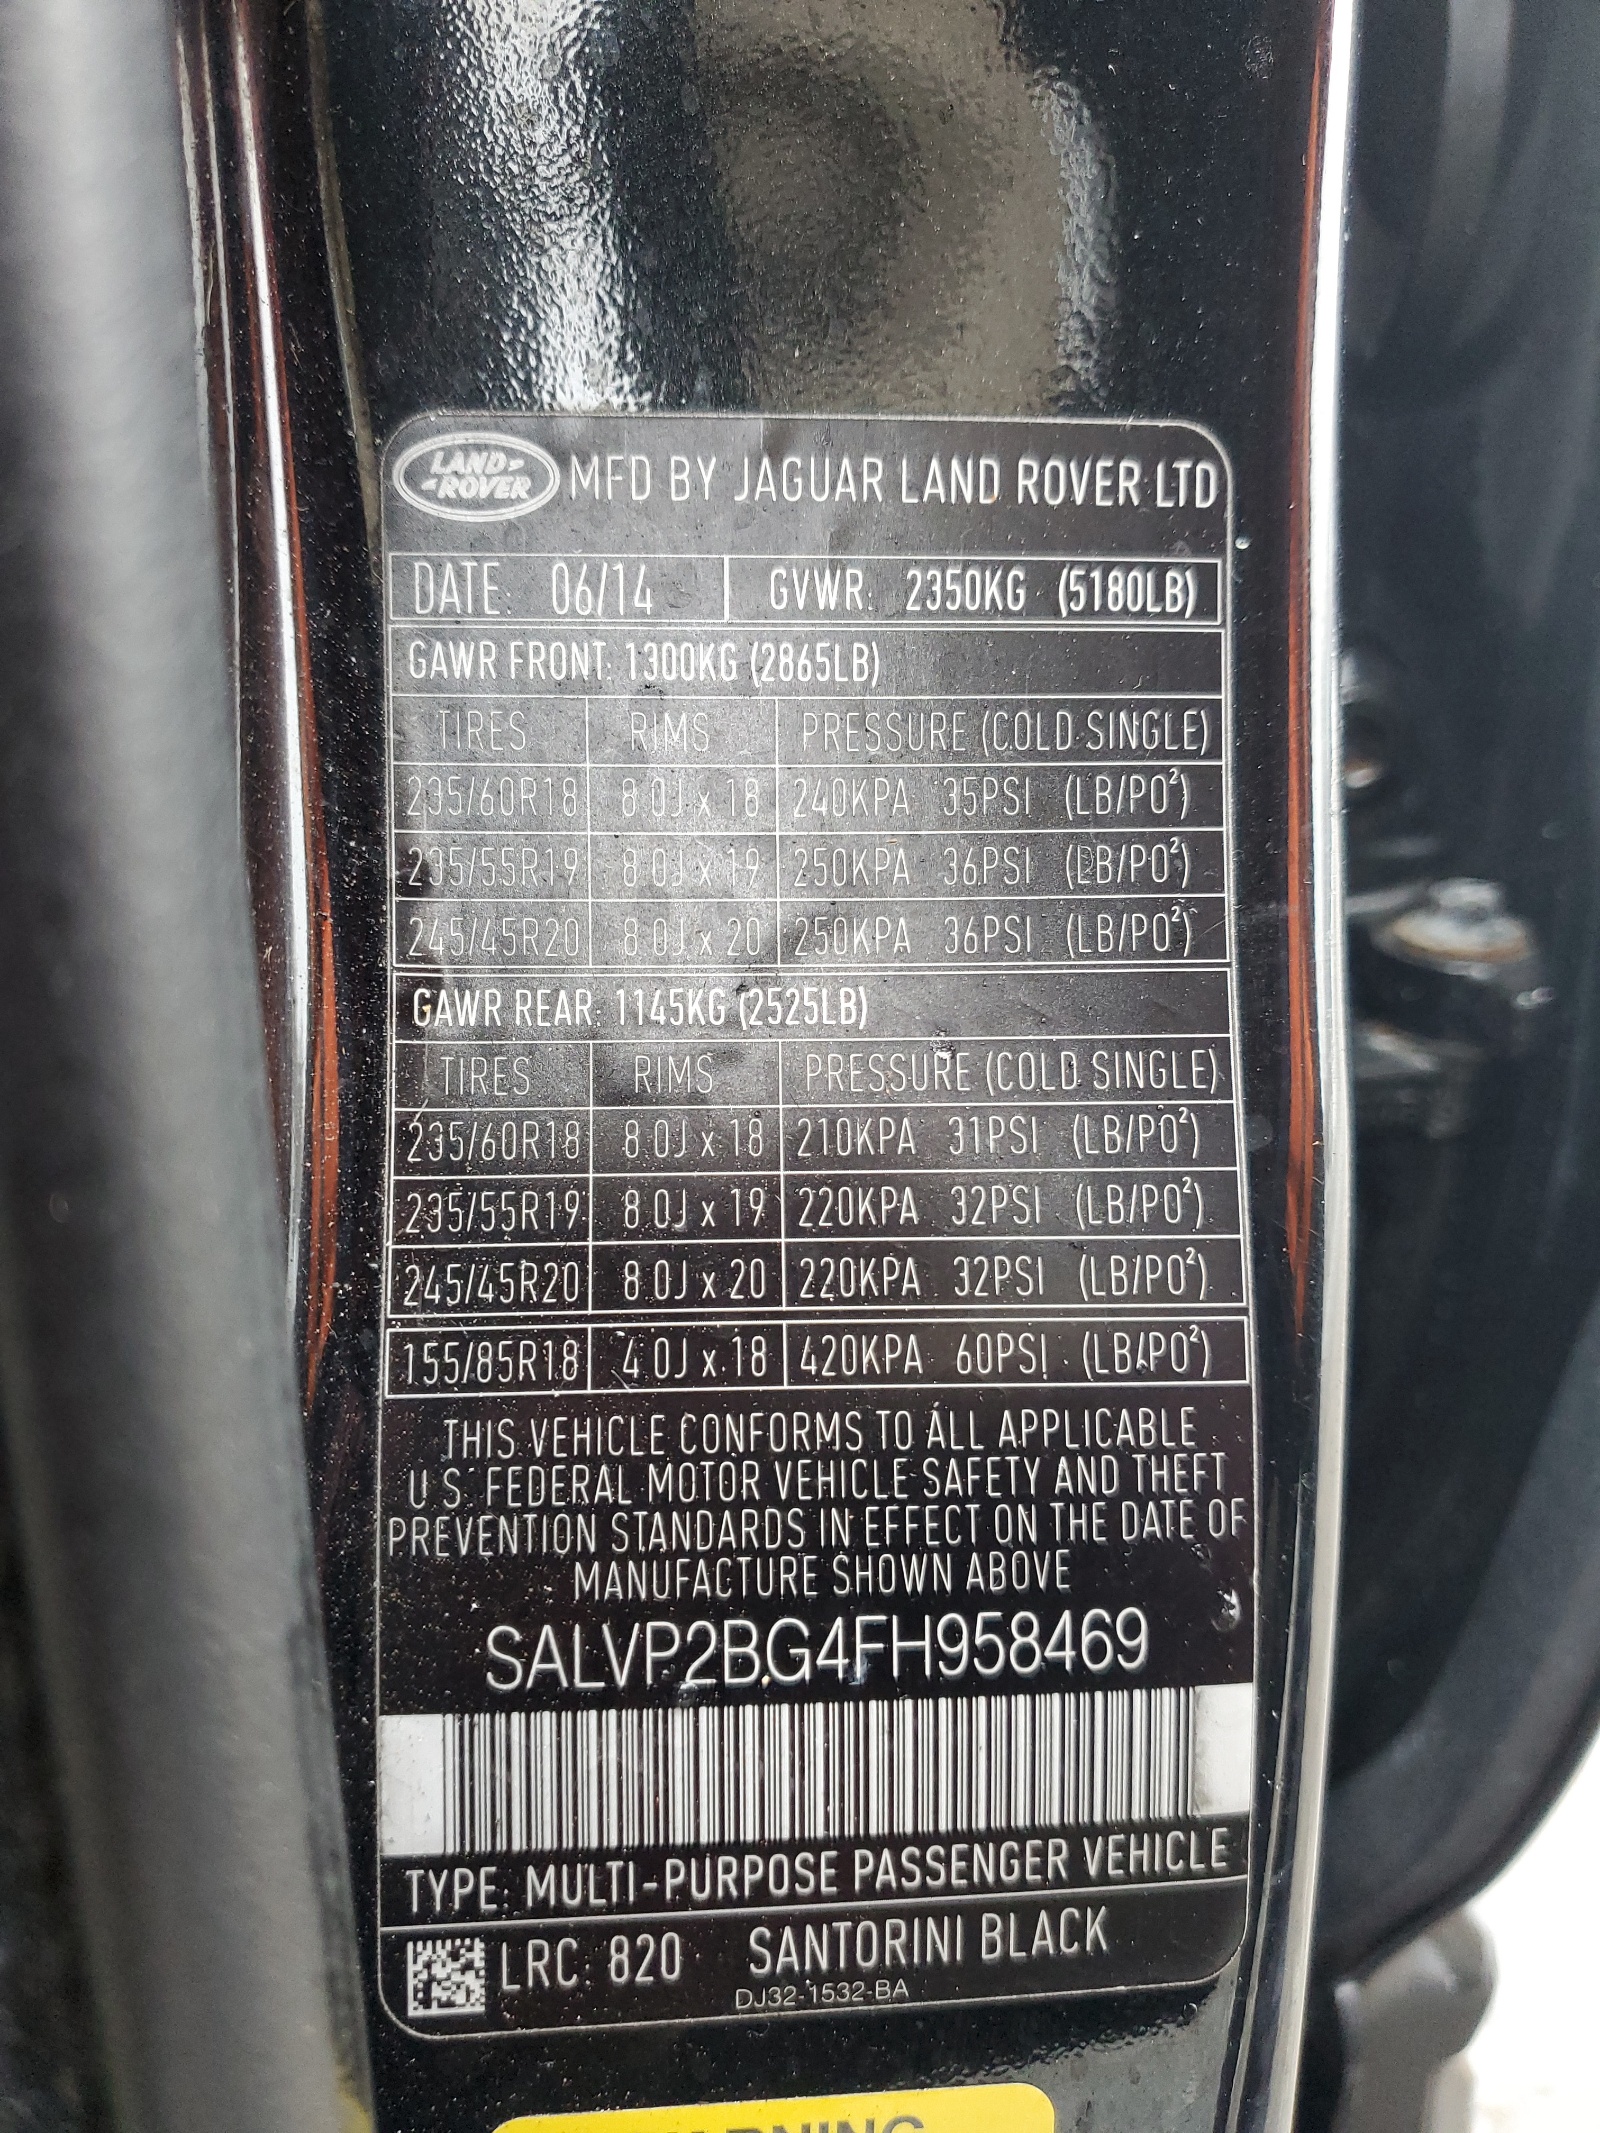 LAND-
-ROVER
MFD BY JAGUAR LAND ROVER LTD
DATE: 06/14 GVWR: 2350KG (5180LB)
GAWR FRONT: 1300KG (2865LB)
TIRES RIMS PRESSURE (COLD SINGLE)
235/60R18 8.0J x 18 240KPA 35PSI (LB/PO²)
235/55R19 8.0J x 19 250KPA 36PSI (LB/PO²)
245/45R20 8.0J x 20 250KPA 36PSI (LB/PO²)
GAWR REAR: 1145KG (2525LB)
TIRES RIMS PRESSURE (COLD SINGLE)
235/60R18 8.0J x 18 210KPA 31PSI (LB/PO²)
235/55R19 8.0J x 19 220KPA 32PSI (LB/PO²)
245/45R20 8.0J x 20 220KPA 32PSI (LB/PO²)
155/85R18 4.0J x 18 420KPA 60PSI (LB/PO²)
THIS VEHICLE CONFORMS TO ALL APPLICABLE
U.S. FEDERAL MOTOR VEHICLE SAFETY AND THEFT
PREVENTION STANDARDS IN EFFECT ON THE DATE OF
MANUFACTURE SHOWN ABOVE
SALVP2BG4FH958469
TYPE: MULTI-PURPOSE PASSENGER VEHICLE
LRC: 820 SANTORINI BLACK
DJ32-1532-BA